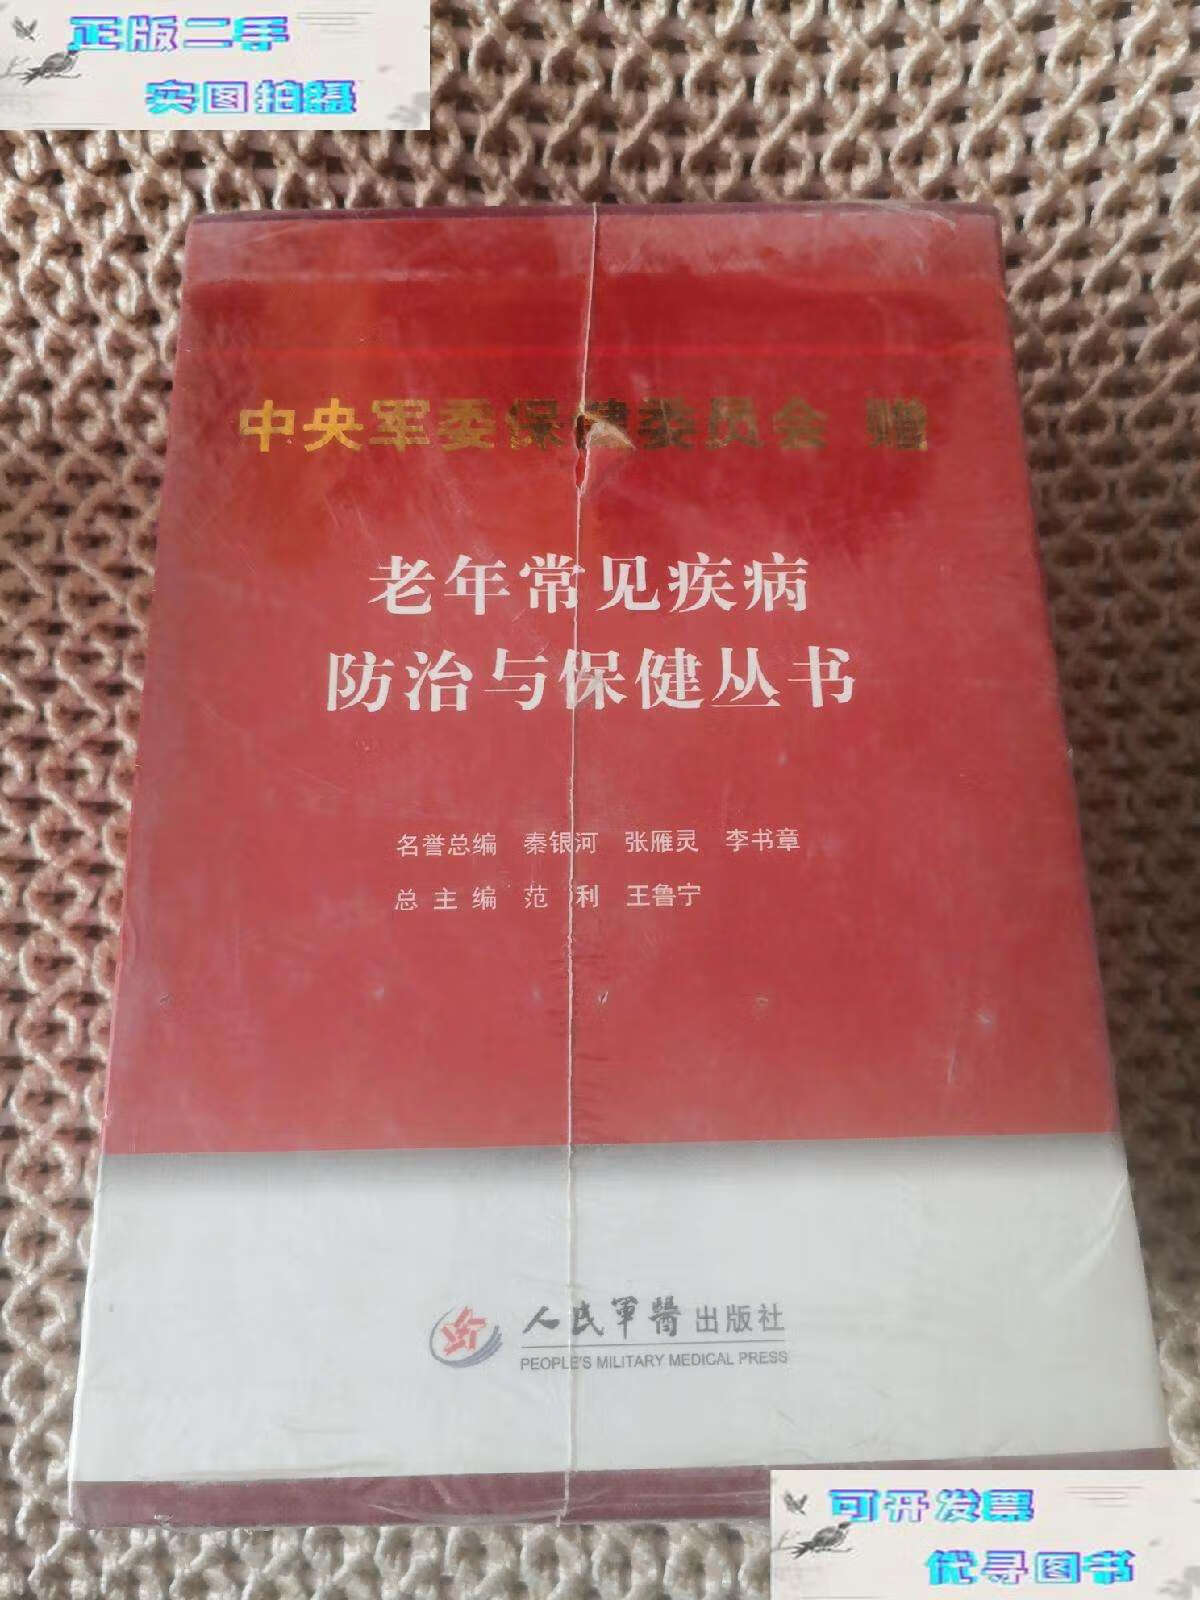 正版二手
实图拍摄
中央军委保健委员会 赠
老年常见疾病
防治与保健丛书
名誉总编 秦银河 张雁灵 李书章
总主编 范利 王鲁宁
人民军醫出版社
PEOPLE'S MILITARY MEDICAL PRESS
可开发票
代寻图书